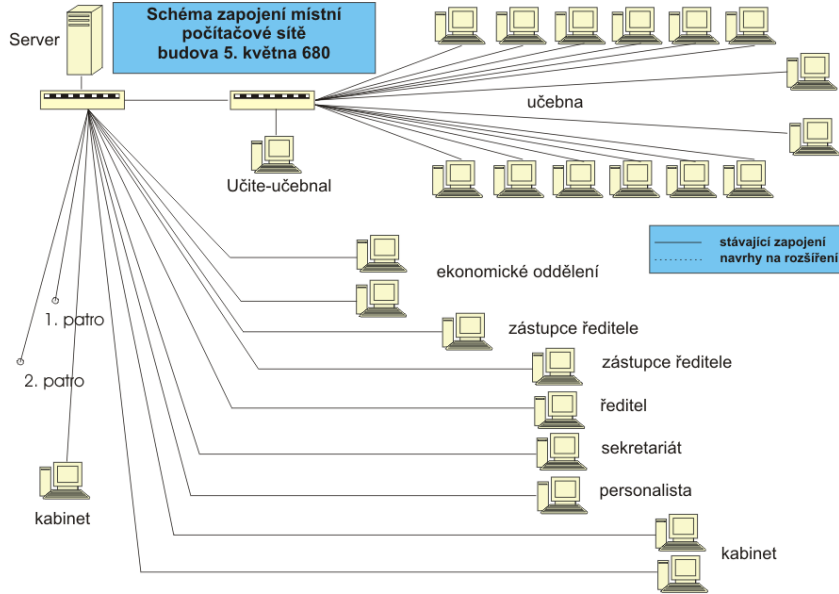 Server
Schéma zapojení místní
počítačové sítě
budova 5. května 680
učebna
Učite-učebnal
stávající zapojení
navrhy na rozšíření
ekonomické oddělení
1. patro
zástupce ředitele
zástupce ředitele
2. patro
ředitel
sekretariát
personalista
kabinet
kabinet